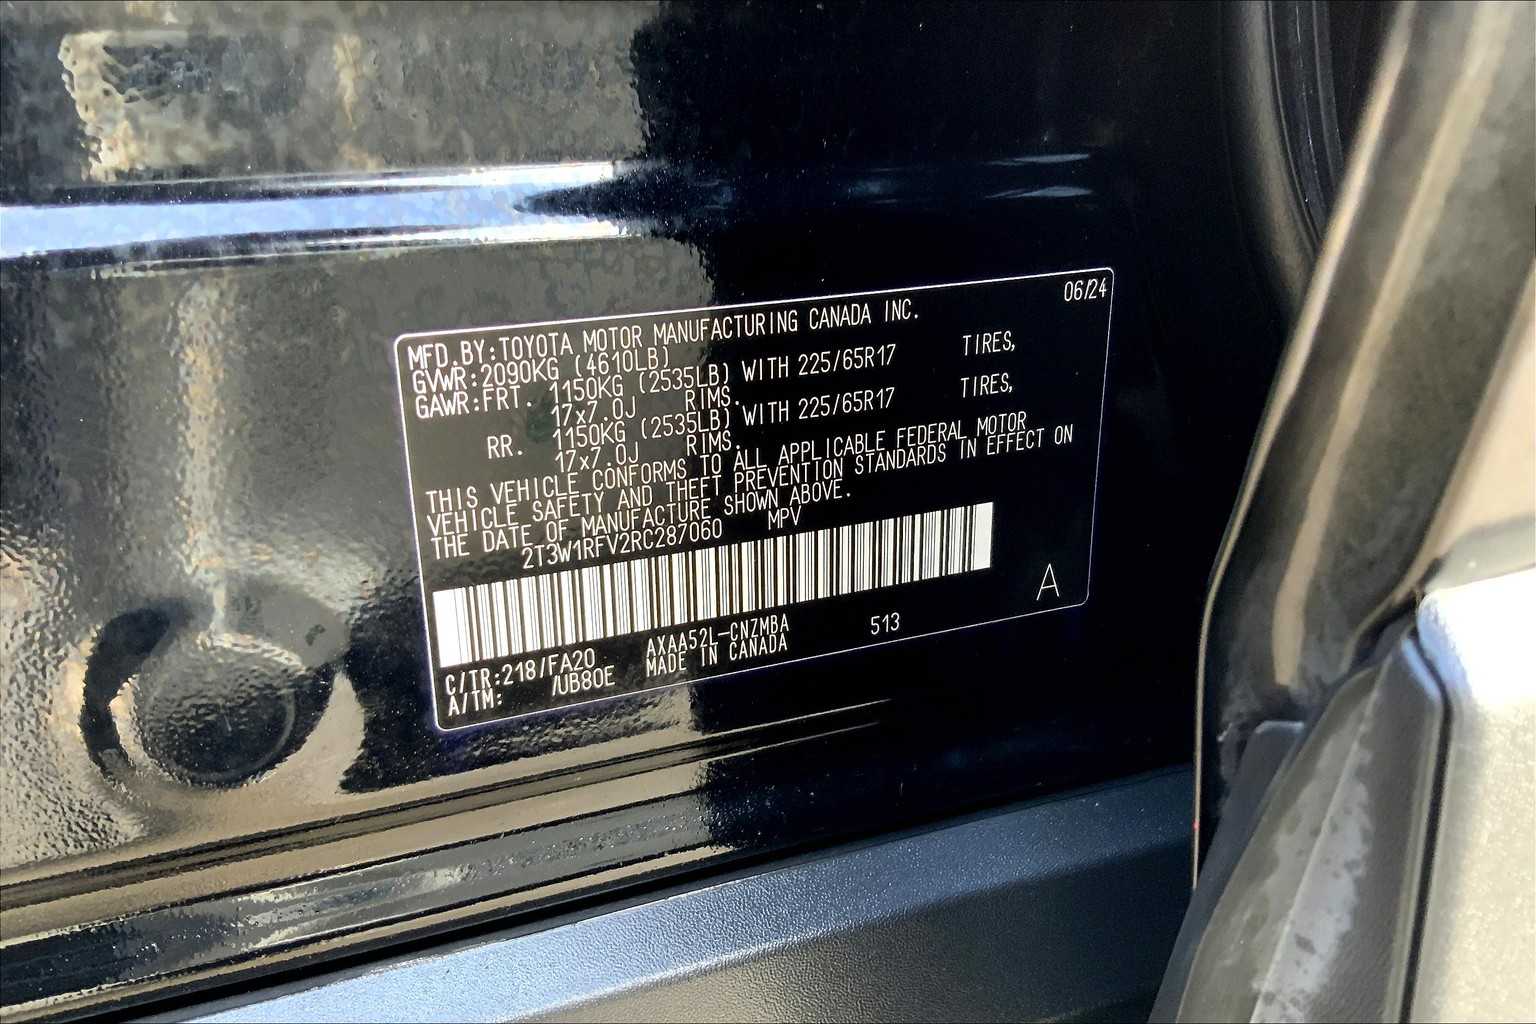 06/24
MFD.BY:TOYOTA MOTOR MANUFACTURING CANADA INC.
GVWR:2090KG (4610LB)
GAWR:FRT. 1150KG (2535LB) WITH 225/65R17 TIRES,
17x7.0J RIMS.
RR. 1150KG (2535LB) WITH 225/65R17 TIRES,
17x7.0J RIMS.
THIS VEHICLE CONFORMS TO ALL APPLICABLE FEDERAL MOTOR
VEHICLE SAFETY AND THEFT PREVENTION STANDARDS IN EFFECT ON
THE DATE OF MANUFACTURE SHOWN ABOVE.
2T3W1RFV2RC287060 MPV
A
C/TR:218/FA20 AXAA52L-CNZMBA 513
A/TM: /UB80E MADE IN CANADA